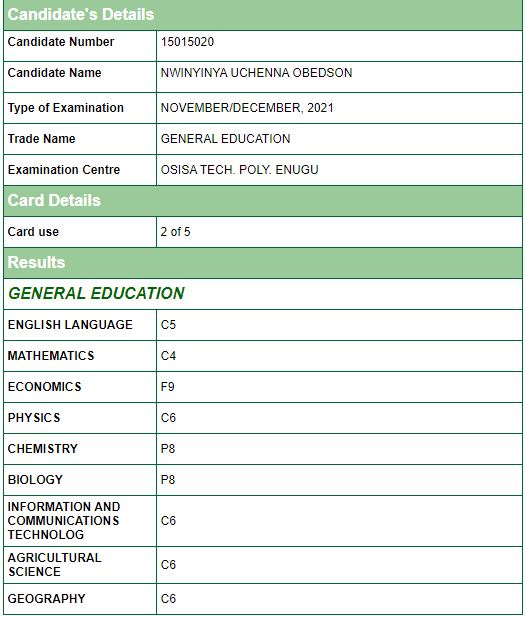 Candidate's Details
Candidate Number 15015020
Candidate Name NWINYINYA UCHENNA OBEDSON
Type of Examination NOVEMBER/DECEMBER, 2021
Trade Name GENERAL EDUCATION
Examination Centre OSISA TECH. POLY. ENUGU
Card Details
Card use 2 of 5
Results
GENERAL EDUCATION
ENGLISH LANGUAGE C5
MATHEMATICS C4
ECONOMICS F9
PHYSICS C6
CHEMISTRY P8
BIOLOGY P8
INFORMATION AND
COMMUNICATIONS C6
TECHNOLOG
AGRICULTURAL
SCIENCE C6
GEOGRAPHY C6